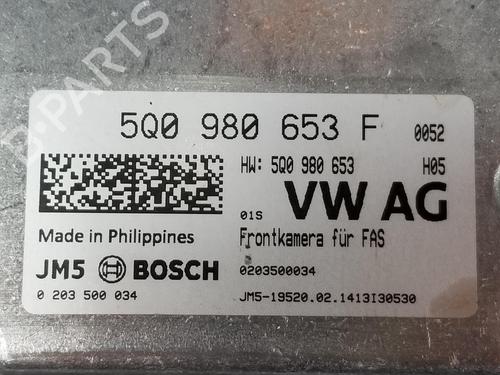 5Q0 980 653 F 0052
HW: 5Q0 980 653 H05
01S VW AG
Made in Philippines Frontkamera für FAS
JM5 BOSCH 0203500034
0 203 500 034 JM5-19520.02.1413I30530
B-PARTS